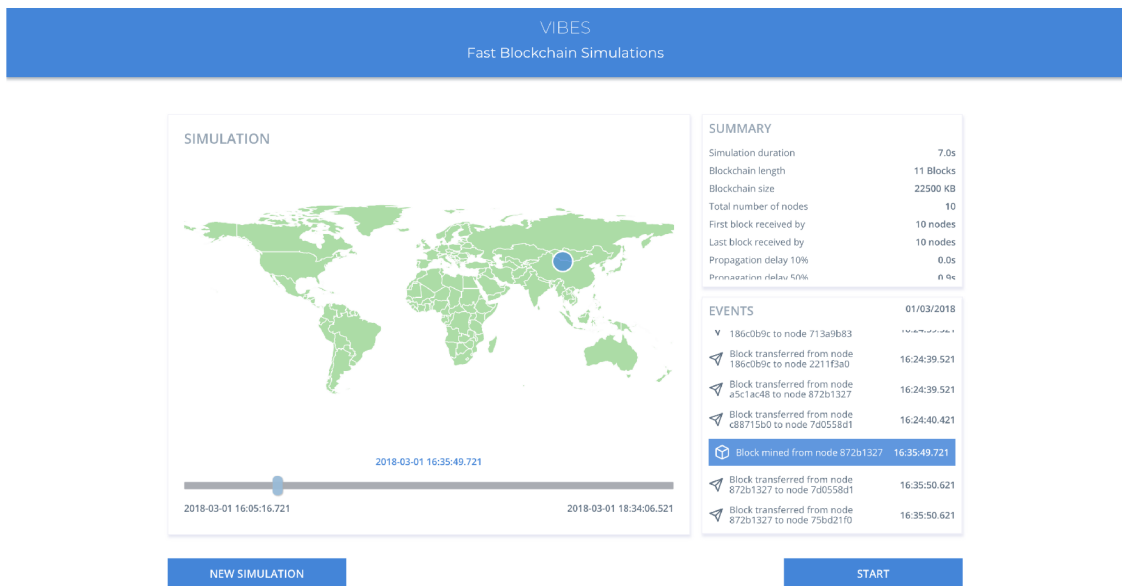 VIBES
Fast Blockchain Simulations
SIMULATION
2018-03-01 16:35:49.721
2018-03-01 16:05:16.721
2018-03-01 18:34:06.521
NEW SIMULATION
SUMMARY
Simulation duration 7.0s
Blockchain length 11 Blocks
Blockchain size 22500 KB
Total number of nodes 10
First block received by 10 nodes
Last block received by 10 nodes
Propagation delay 10% 0.0s
Propagation delay 50% 0.9s
EVENTS 01/03/2018
186c0b9c to node 713a9b83
Block transferred from node
186c0b9c to node 2211f3a0
16:24:39.521
Block transferred from node
a5c1ac48 to node 872b1327
16:24:39.521
Block transferred from node
c88715b0 to node 7d0558d1
16:24:40.421
Block mined from node 872b1327 16:35:49.721
Block transferred from node
872b1327 to node 7d0558d1
16:35:50.621
Block transferred from node
872b1327 to node 75bd21f0
16:35:50.621
START